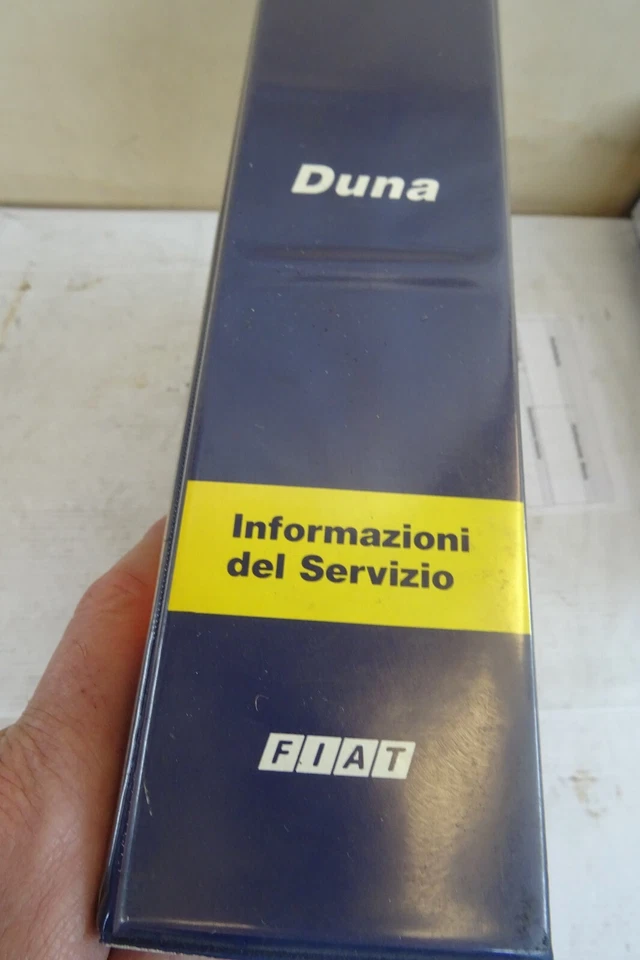 Duna
Informazioni
del Servizio
FIAT